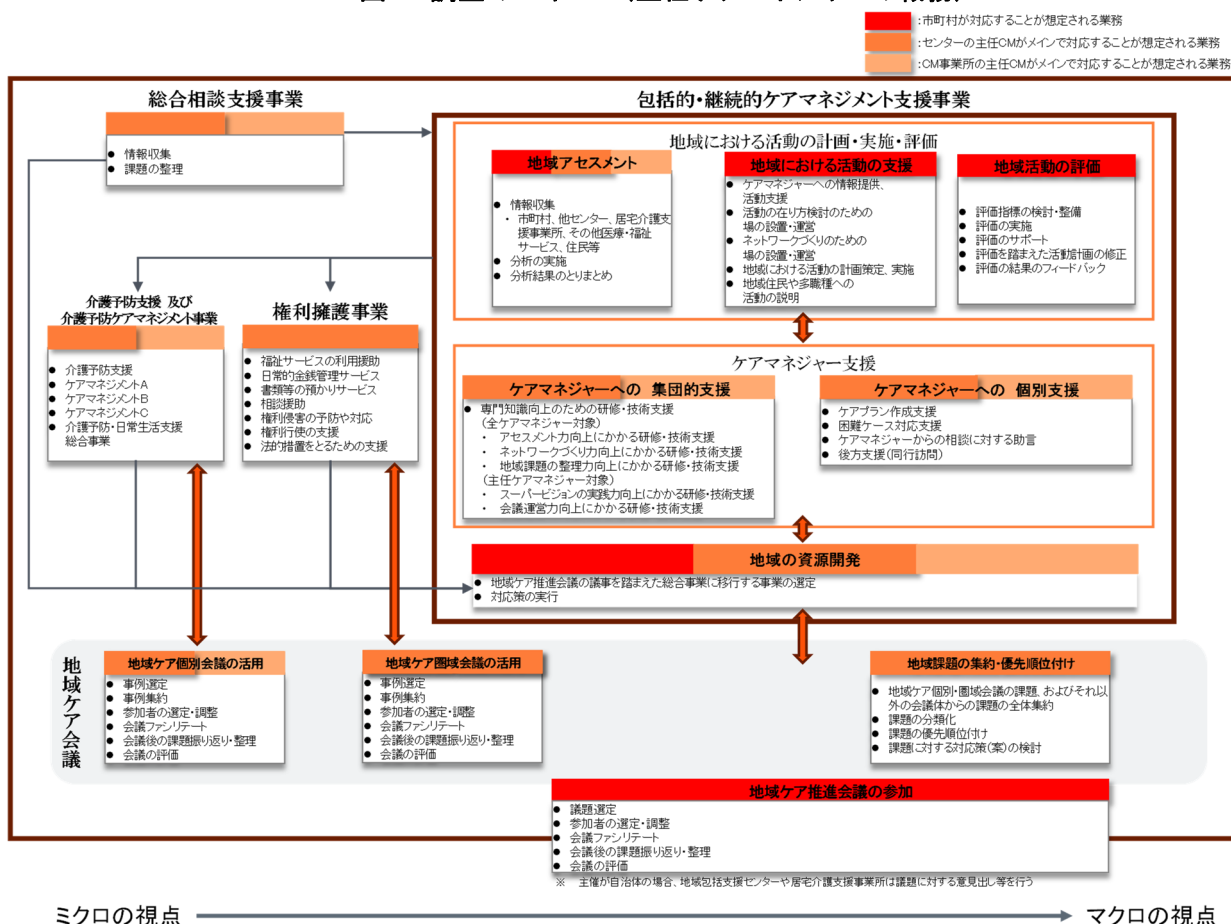 :市町村が対応することが想定される業務
:センターの主任CMがメインで対応することが想定される業務
:CM事業所の主任CMがメインで対応することが想定される業務
総合相談支援事業
● 情報収集
● 課題の整理
包括的・継続的ケアマネジメント支援事業
地域における活動の計画・実施・評価
地域アセスメント
● 情報収集
・ 市町村、他センター、居宅介護支
援事業所、その他医療・福祉
サービス、住民等
● 分析の実施
● 分析結果のとりまとめ
地域における活動の支援
● ケアマネジャーへの情報提供、
活動支援
● 活動の在り方検討のための
場の設置・運営
● ネットワークづくりのための
場の設置・運営
● 地域における活動の計画策定、実施
● 地域住民や多職種への
活動の説明
地域活動の評価
● 評価指標の検討・整備
● 評価の実施
● 評価のサポート
● 評価を踏まえた活動計画の修正
● 評価の結果のフィードバック
介護予防支援 及び
介護予防ケアマネジメント事業
● 介護予防支援
● ケアマネジメントA
● ケアマネジメントB
● ケアマネジメントC
● 介護予防・日常生活支援
総合事業
権利擁護事業
● 福祉サービスの利用援助
● 日常的金銭管理サービス
● 書類等の預かりサービス
● 相談援助
● 権利侵害の予防や対応
● 権利行使の支援
● 法的措置をとるための支援
ケアマネジャー支援
ケアマネジャーへの 集団的支援
● 専門知識向上のための研修・技術支援
(全ケアマネジャー対象)
・ アセスメント力向上にかかる研修・技術支援
・ ネットワークづくり力向上にかかる研修・技術支援
・ 地域課題の整理力向上にかかる研修・技術支援
(主任ケアマネジャー対象)
・ スーパービジョンの実践力向上にかかる研修・技術支援
・ 会議運営力向上にかかる研修・技術支援
ケアマネジャーへの 個別支援
● ケアプラン作成支援
● 困難ケース対応支援
● ケアマネジャーからの相談に対する助言
● 後方支援(同行訪問)
地域の資源開発
● 地域ケア推進会議の議事を踏まえた総合事業に移行する事業の選定
● 対応策の実行
地域ケア会議
地域ケア個別会議の活用
● 事例選定
● 事例集約
● 参加者の選定・調整
● 会議ファシリテート
● 会議後の課題振り返り・整理
● 会議の評価
地域ケア圏域会議の活用
● 事例選定
● 事例集約
● 参加者の選定・調整
● 会議ファシリテート
● 会議後の課題振り返り・整理
● 会議の評価
地域課題の集約・優先順位付け
● 地域ケア個別・圏域会議の課題、およびそれ以
外の会議体からの課題の全体集約
● 課題の分類化
● 課題の優先順位付け
● 課題に対する対応策(案)の検討
地域ケア推進会議の参加
● 議題選定
● 参加者の選定・調整
● 会議ファシリテート
● 会議後の課題振り返り・整理
● 会議の評価
※ 主催が自治体の場合、地域包括支援センターや居宅介護支援事業所は議題に対する意見出し等を行う
ミクロの視点
マクロの視点